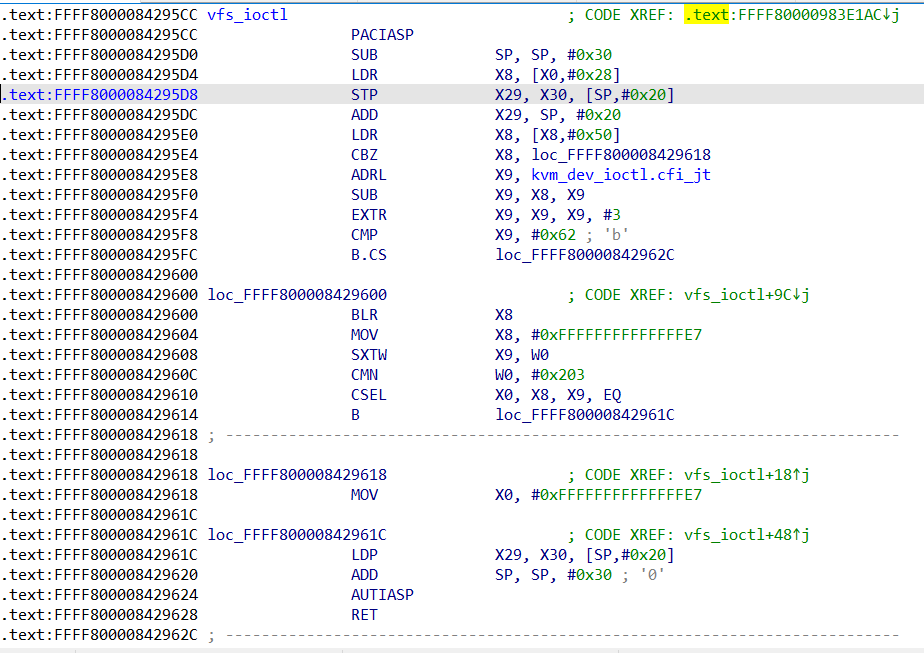 .text:FFFF8000084295CC vfs_ioctl ; CODE XREF: .text:FFFF80000983E1AC↓j
.text:FFFF8000084295CC PACIASP
.text:FFFF8000084295D0 SUB SP, SP, #0x30
.text:FFFF8000084295D4 LDR X8, [X0,#0x28]
.text:FFFF8000084295D8 STP X29, X30, [SP,#0x20]
.text:FFFF8000084295DC ADD X29, SP, #0x20
.text:FFFF8000084295E0 LDR X8, [X8,#0x50]
.text:FFFF8000084295E4 CBZ X8, loc_FFFF800008429618
.text:FFFF8000084295E8 ADRL X9, kvm_dev_ioctl.cfi_jt
.text:FFFF8000084295F0 SUB X9, X8, X9
.text:FFFF8000084295F4 EXTR X9, X9, X9, #3
.text:FFFF8000084295F8 CMP X9, #0x62 ; 'b'
.text:FFFF8000084295FC B.CS loc_FFFF80000842962C
.text:FFFF800008429600
.text:FFFF800008429600 loc_FFFF800008429600 ; CODE XREF: vfs_ioctl+9C↓j
.text:FFFF800008429600 BLR X8
.text:FFFF800008429604 MOV X8, #0xFFFFFFFFFFFFFFE7
.text:FFFF800008429608 SXTW X9, W0
.text:FFFF80000842960C CMN W0, #0x203
.text:FFFF800008429610 CSEL X0, X8, X9, EQ
.text:FFFF800008429614 B loc_FFFF80000842961C
.text:FFFF800008429618 ; ---------------------------------------------------------------------------
.text:FFFF800008429618
.text:FFFF800008429618 loc_FFFF800008429618 ; CODE XREF: vfs_ioctl+18↑j
.text:FFFF800008429618 MOV X0, #0xFFFFFFFFFFFFFFE7
.text:FFFF80000842961C
.text:FFFF80000842961C loc_FFFF80000842961C ; CODE XREF: vfs_ioctl+48↑j
.text:FFFF80000842961C LDP X29, X30, [SP,#0x20]
.text:FFFF800008429620 ADD SP, SP, #0x30 ; '0'
.text:FFFF800008429624 AUTIASP
.text:FFFF800008429628 RET
.text:FFFF80000842962C ; ---------------------------------------------------------------------------